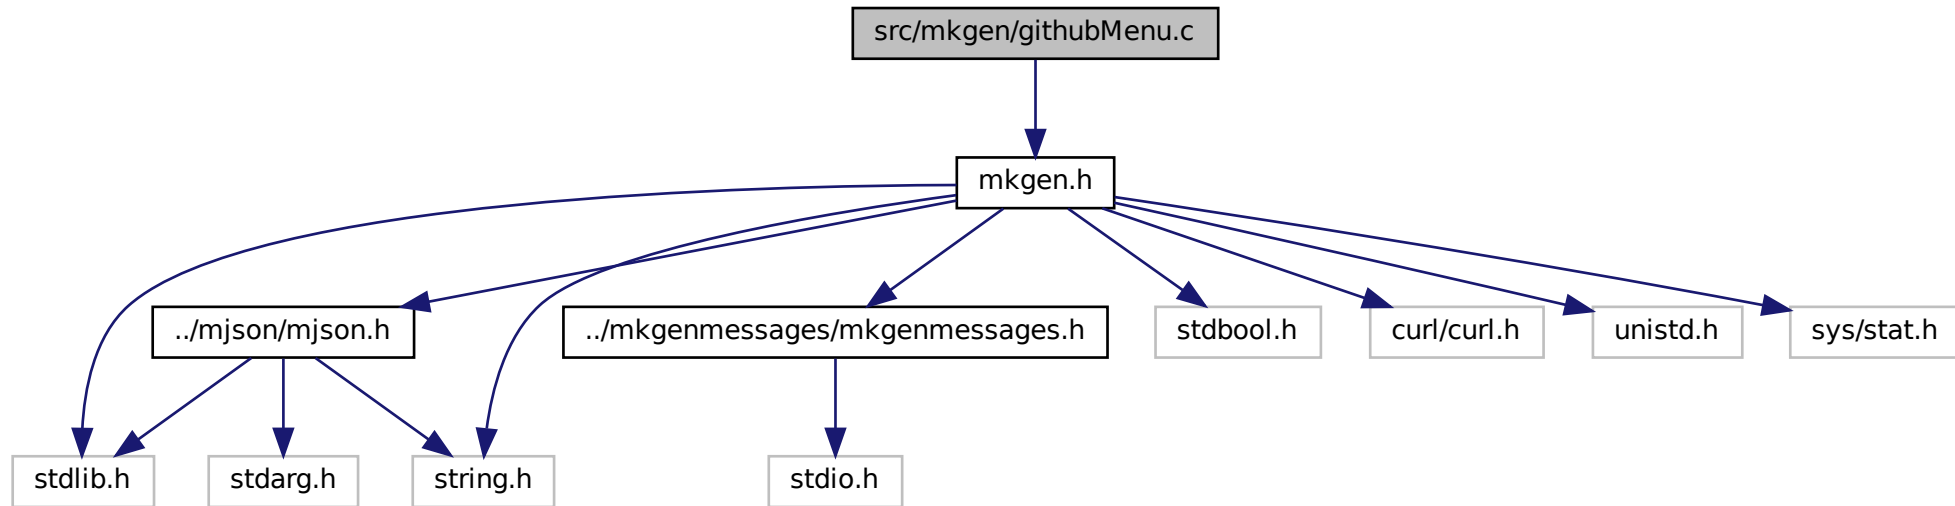 src/mkgen/githubMenu.c
mkgen.h
../mjson/mjson.h
../mkgenmessages/mkgenmessages.h
stdbool.h
curl/curl.h
unistd.h
sys/stat.h
stdlib.h
stdarg.h
string.h
stdio.h